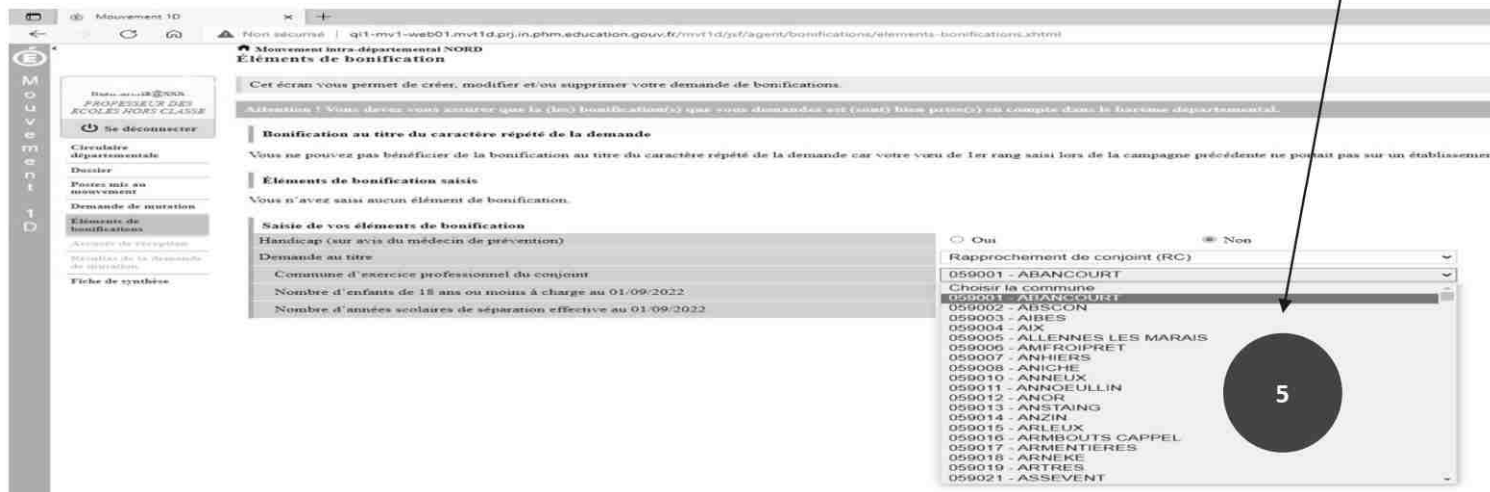 Mouvement 1D
Non sécurisé | qi1-mv1-web01.mvt1d.prj.in.phm.education.gouv.fr/mvt1d/jsf/agent/bonifications/elements-bonifications.xhtml
Mouvement 1D
Mouvement intra-départemental NORD
Éléments de bonification
PROFESSEUR DES
ECOLES HORS CLASSE
Se déconnecter
Circulaire
départementale
Dossier
Postes mis au
mouvement
Demande de mutation
Éléments de
bonifications
Accusés de réception
Résultat de la demande
de mutation
Fiche de synthèse
Cet écran vous permet de créer, modifier et/ou supprimer votre demande de bonifications.
Attention ! Vous devez vous assurer que la (les) bonification(s) que vous demandez est (sont) bien prise(s) en compte dans le barème départemental.
Bonification au titre du caractère répété de la demande
Vous ne pouvez pas bénéficier de la bonification au titre du caractère répété de la demande car votre vœu de 1er rang saisi lors de la campagne précédente ne portait pas sur un établissemen
Éléments de bonification saisis
Vous n'avez saisi aucun élément de bonification.
Saisie de vos éléments de bonification
Handicap (sur avis du médecin de prévention)
Oui Non
Demande au titre
Rapprochement de conjoint (RC)
Commune d'exercice professionnel du conjoint
059001 - ABANCOURT
Nombre d'enfants de 18 ans ou moins à charge au 01/09/2022
Nombre d'années scolaires de séparation effective au 01/09/2022
Choisir la commune
059001 - ABANCOURT
059002 - ABSCON
059003 - AIBES
059004 - AIX
059005 - ALLENNES LES MARAIS
059006 - AMFROIPRET
059007 - ANHIERS
059008 - ANICHE
059010 - ANNEUX
059011 - ANNOEULLIN
059012 - ANOR
059013 - ANSTAING
059014 - ANZIN
059015 - ARLEUX
059016 - ARMBOUTS CAPPEL
059017 - ARMENTIERES
059018 - ARNEKE
059019 - ARTRES
059021 - ASSEVENT
5